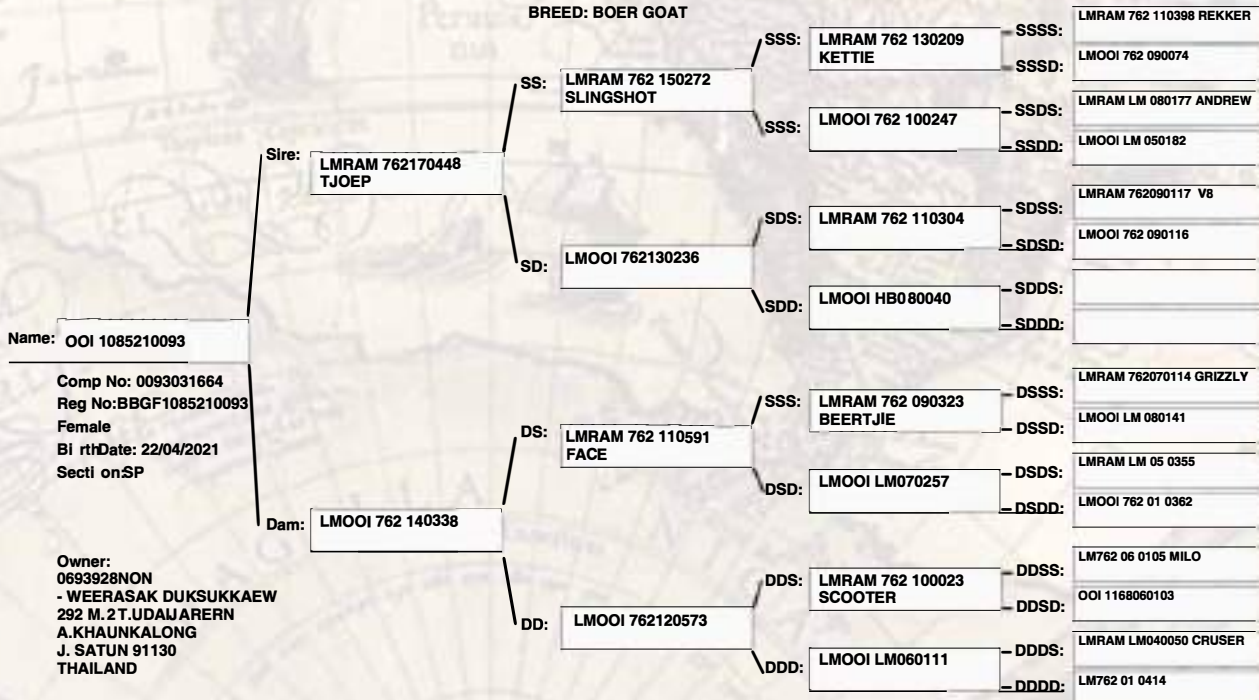 BREED: BOER GOAT
Name: OOI 1085210093
Comp No: 0093031664
Reg No:BBGF1085210093
Female
Bi rthDate: 22/04/2021
Secti on:SP
Owner:
0693928NON
- WEERASAK DUKSUKKAEW
292 M.2 T.UDAIJARERN
A.KHAUNKALONG
J. SATUN 91130
THAILAND
Sire: LMRAM 762170448
TJOEP
Dam: LMOOI 762 140338
SS: LMRAM 762 150272
SLINGSHOT
SD: LMOOI 762130236
DS: LMRAM 762 110591
FACE
DD: LMOOI 762120573
SSS: LMRAM 762 130209
KETTIE
SSS: LMOOI 762 100247
SDS: LMRAM 762 110304
SDD: LMOOI HB080040
SSS: LMRAM 762 090323
BEERTJIE
DSD: LMOOI LM070257
DDS: LMRAM 762 100023
SCOOTER
DDD: LMOOI LM060111
SSSS: LMRAM 762 110398 REKKER
SSSD: LMOOI 762 090074
SSDS: LMRAM LM 080177 ANDREW
SSDD: LMOOI LM 050182
SDSS: LMRAM 762090117 V8
SDSD: LMOOI 762 090116
SDDS:
SDDD:
DSSS: LMRAM 762070114 GRIZZLY
DSSD: LMOOI LM 080141
DSDS: LMRAM LM 05 0355
DSDD: LMOOI 762 01 0362
DDSS: LM762 06 0105 MILO
DDSD: OOI 1168060103
DDDS: LMRAM LM040050 CRUSER
DDDD: LM762 01 0414